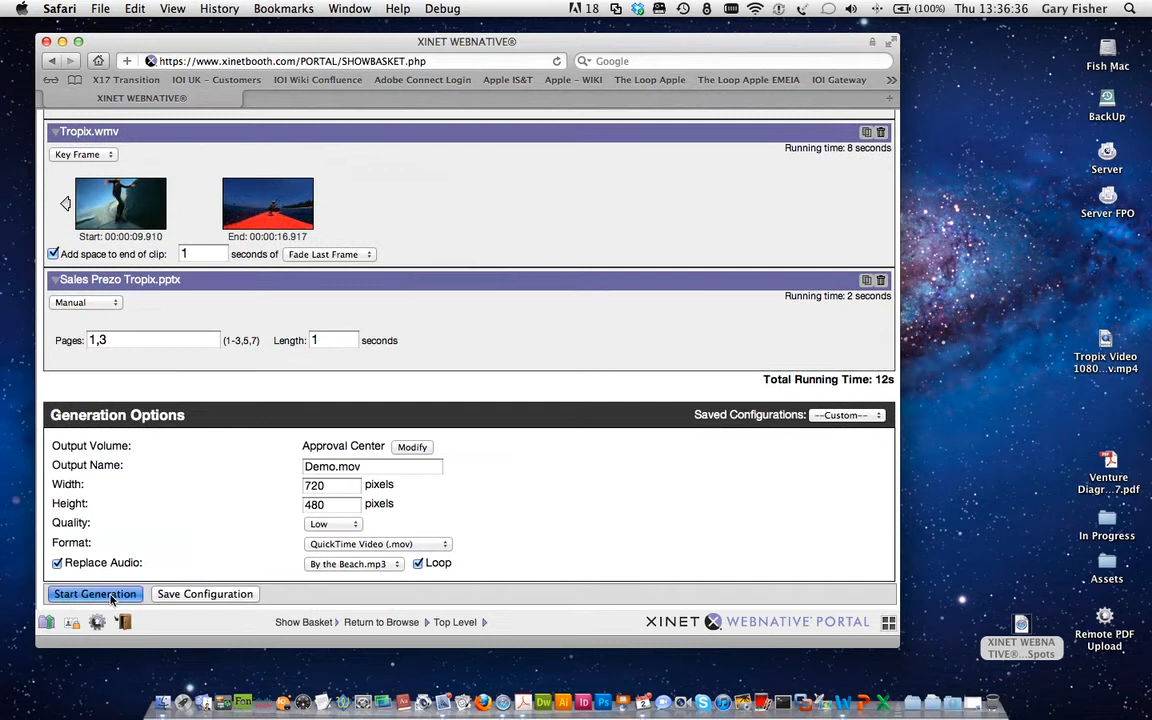 Safari File Edit View History Bookmarks Window Help Debug 18 (100%) Thu 13:36:36 Gary Fisher
XINET WEBNATIVE®
https://www.xinetbooth.com/PORTAL/SHOWBASKET.php
Google
X17 Transition IOI UK - Customers IOI Wiki Confluence Adobe Connect Login Apple IS&T Apple - WIKI The Loop Apple The Loop Apple EMEIA IOI Gateway
XINET WEBNATIVE®
Tropix.wmv
Running time: 8 seconds
Key Frame
Start: 00:00:09.910
End: 00:00:16.917
Add space to end of clip: 1 seconds of Fade Last Frame
Sales Prezo Tropix.pptx
Running time: 2 seconds
Manual
Pages: 1,3 (1-3,5,7) Length: 1 seconds
Total Running Time: 12s
Generation Options
Saved Configurations: --Custom--
Output Volume: Approval Center Modify
Output Name: Demo.mov
Width: 720 pixels
Height: 480 pixels
Quality: Low
Format: QuickTime Video (.mov)
Replace Audio: By the Beach.mp3 Loop
Start Generation Save Configuration
Show Basket Return to Browse Top Level XINET WEBNATIVE® PORTAL
Fish Mac
BackUp
Server
Server FPO
Tropix Video
1080...v.mp4
Venture
Diagr...7.pdf
In Progress
Assets
Remote PDF
Upload
XINET WEBNA
TIVE®...Spots